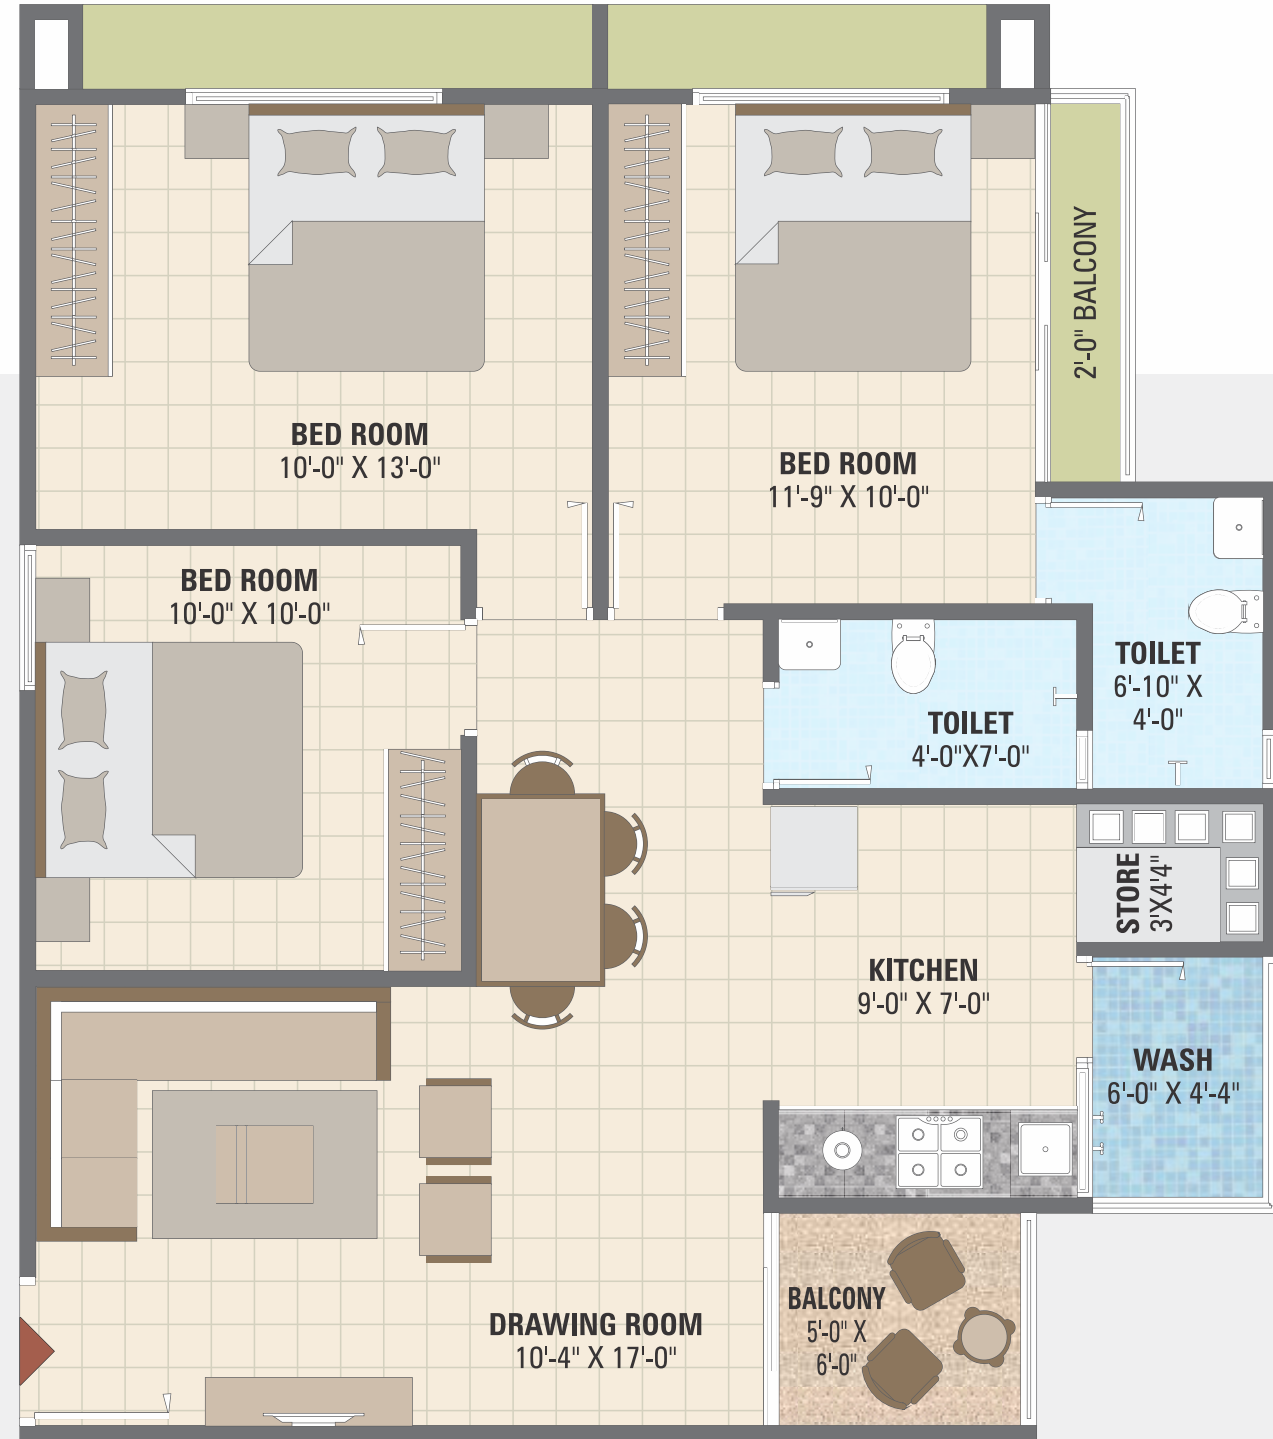 2'-0" BALCONY
BED ROOM
10'-0" X 13'-0"
BED ROOM
11'-9" X 10'-0"
BED ROOM
10'-0" X 10'-0"
TOILET
6'-10" X
4'-0"
TOILET
4'-0"X7'-0"
STORE
3'X4'4"
KITCHEN
9'-0" X 7'-0"
WASH
6'-0" X 4'-4"
BALCONY
5'-0" X
6'-0"
DRAWING ROOM
10'-4" X 17'-0"